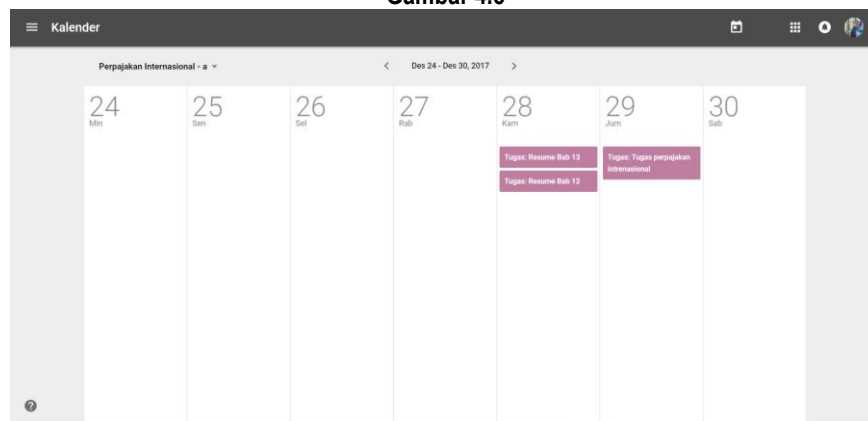 Gambar 4.6
Kalender
Perpajakan Internasional - a
Des 24 - Des 30, 2017
24
Min
25
Sen
26
Sel
27
Rab
28
Kam
29
Jum
30
Sab
Tugas: Resume Bab 13
Tugas: Resume Bab 12
Tugas: Tugas perpajakan
intrenasional